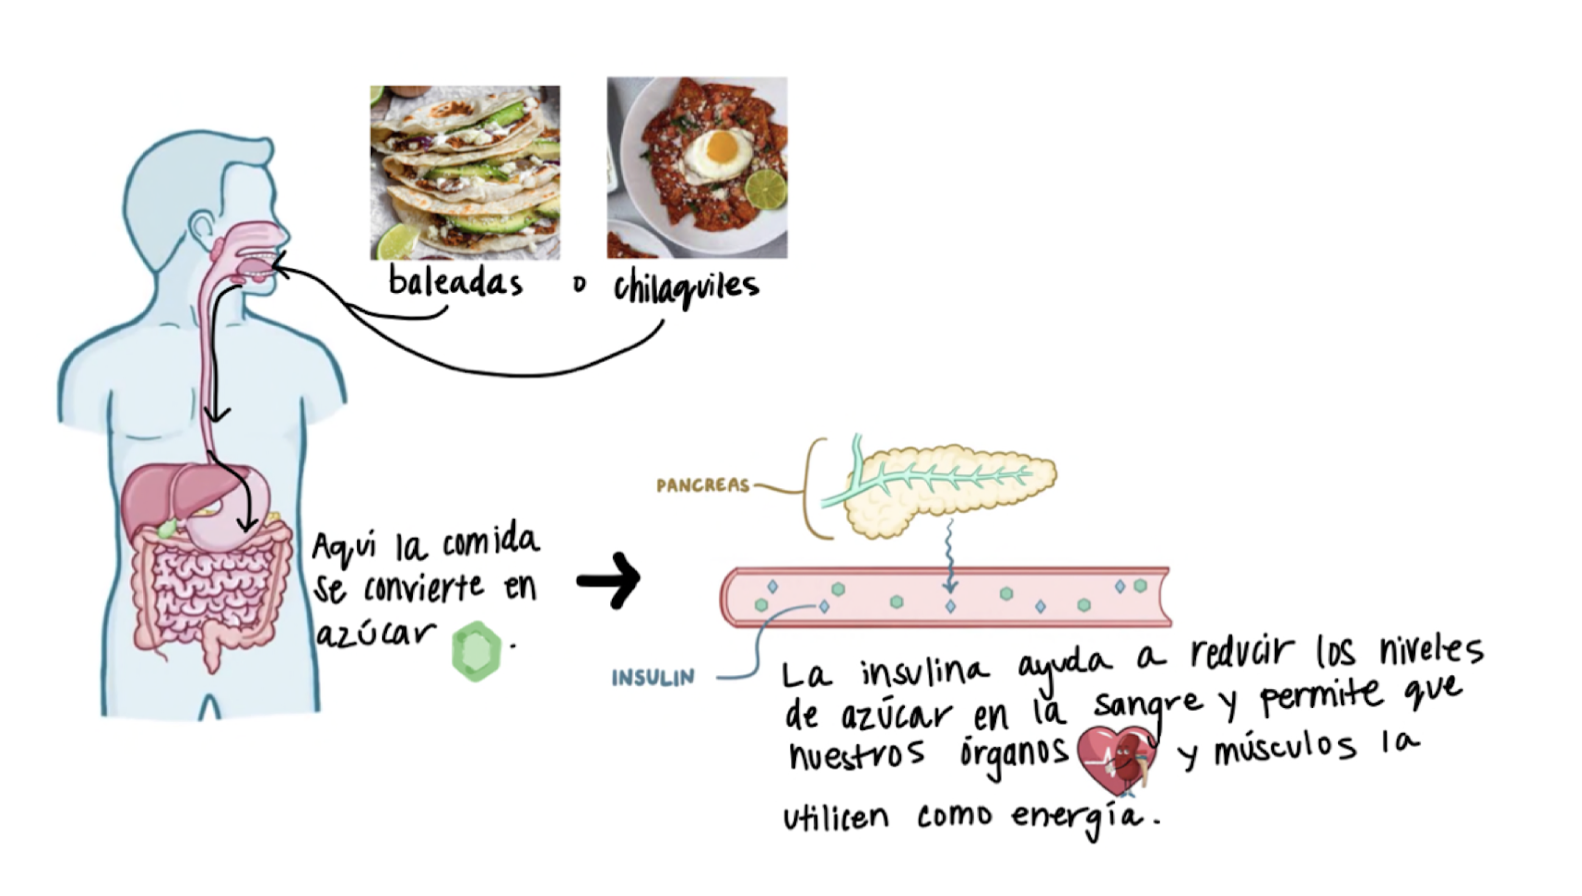 baleadas o chilaquiles
PANCREAS
Aquí la comida
se convierte en
azúcar .
INSULIN
La insulina ayuda a reducir los niveles
de azúcar en la sangre y permite que
nuestros órganos y músculos la
utilicen como energía.